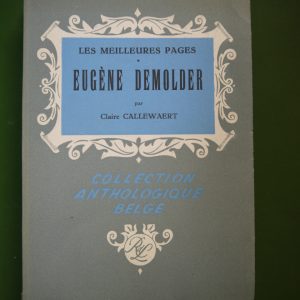 LES MEILLEURES PAGES
EUGÈNE DEMOLDER
par
Claire CALLEWAERT
COLLECTION
ANTHOLOGIQUE
BELGE